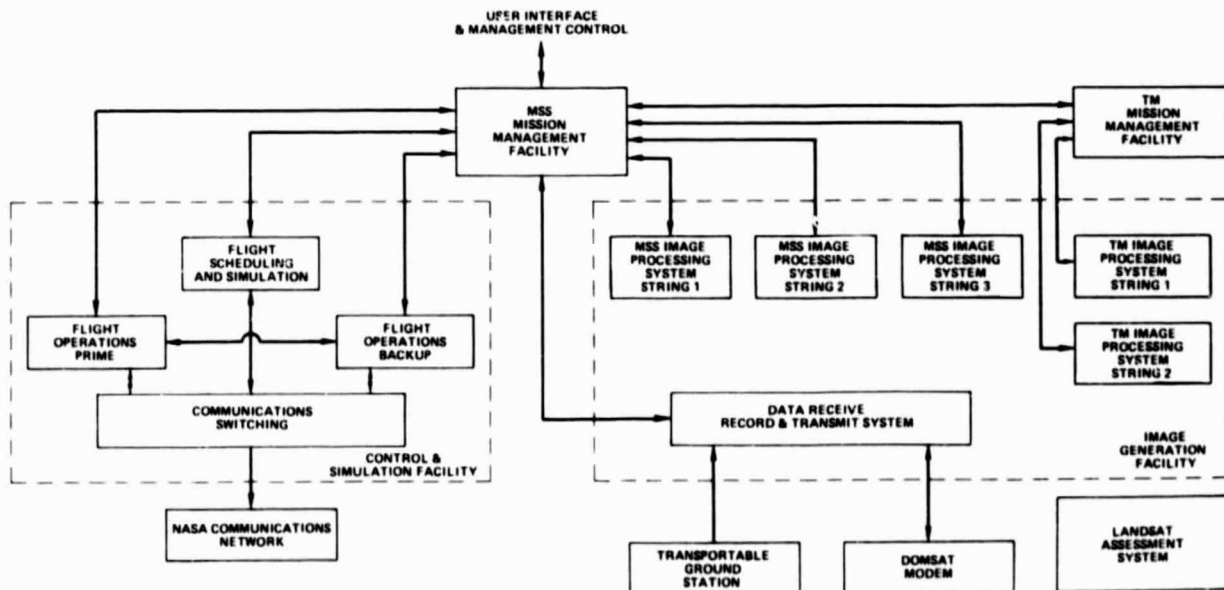 USER INTERFACE
& MANAGEMENT CONTROL
MSS
MISSION
MANAGEMENT
FACILITY
TM
MISSION
MANAGEMENT
FACILITY
FLIGHT
SCHEDULING
AND SIMULATION
FLIGHT
OPERATIONS
PRIME
FLIGHT
OPERATIONS
BACKUP
COMMUNICATIONS
SWITCHING
CONTROL &
SIMULATION FACILITY
NASA COMMUNICATIONS
NETWORK
MSS IMAGE
PROCESSING
SYSTEM
STRING 1
MSS IMAGE
PROCESSING
SYSTEM
STRING 2
MSS IMAGE
PROCESSING
SYSTEM
STRING 3
TM IMAGE
PROCESSING
SYSTEM
STRING 1
TM IMAGE
PROCESSING
SYSTEM
STRING 2
DATA RECEIVE
RECORD & TRANSMIT SYSTEM
IMAGE
GENERATION
FACILITY
TRANSPORTABLE
GROUND
STATION
DOMSAT
MODEM
LANDSAT
ASSESSMENT
SYSTEM